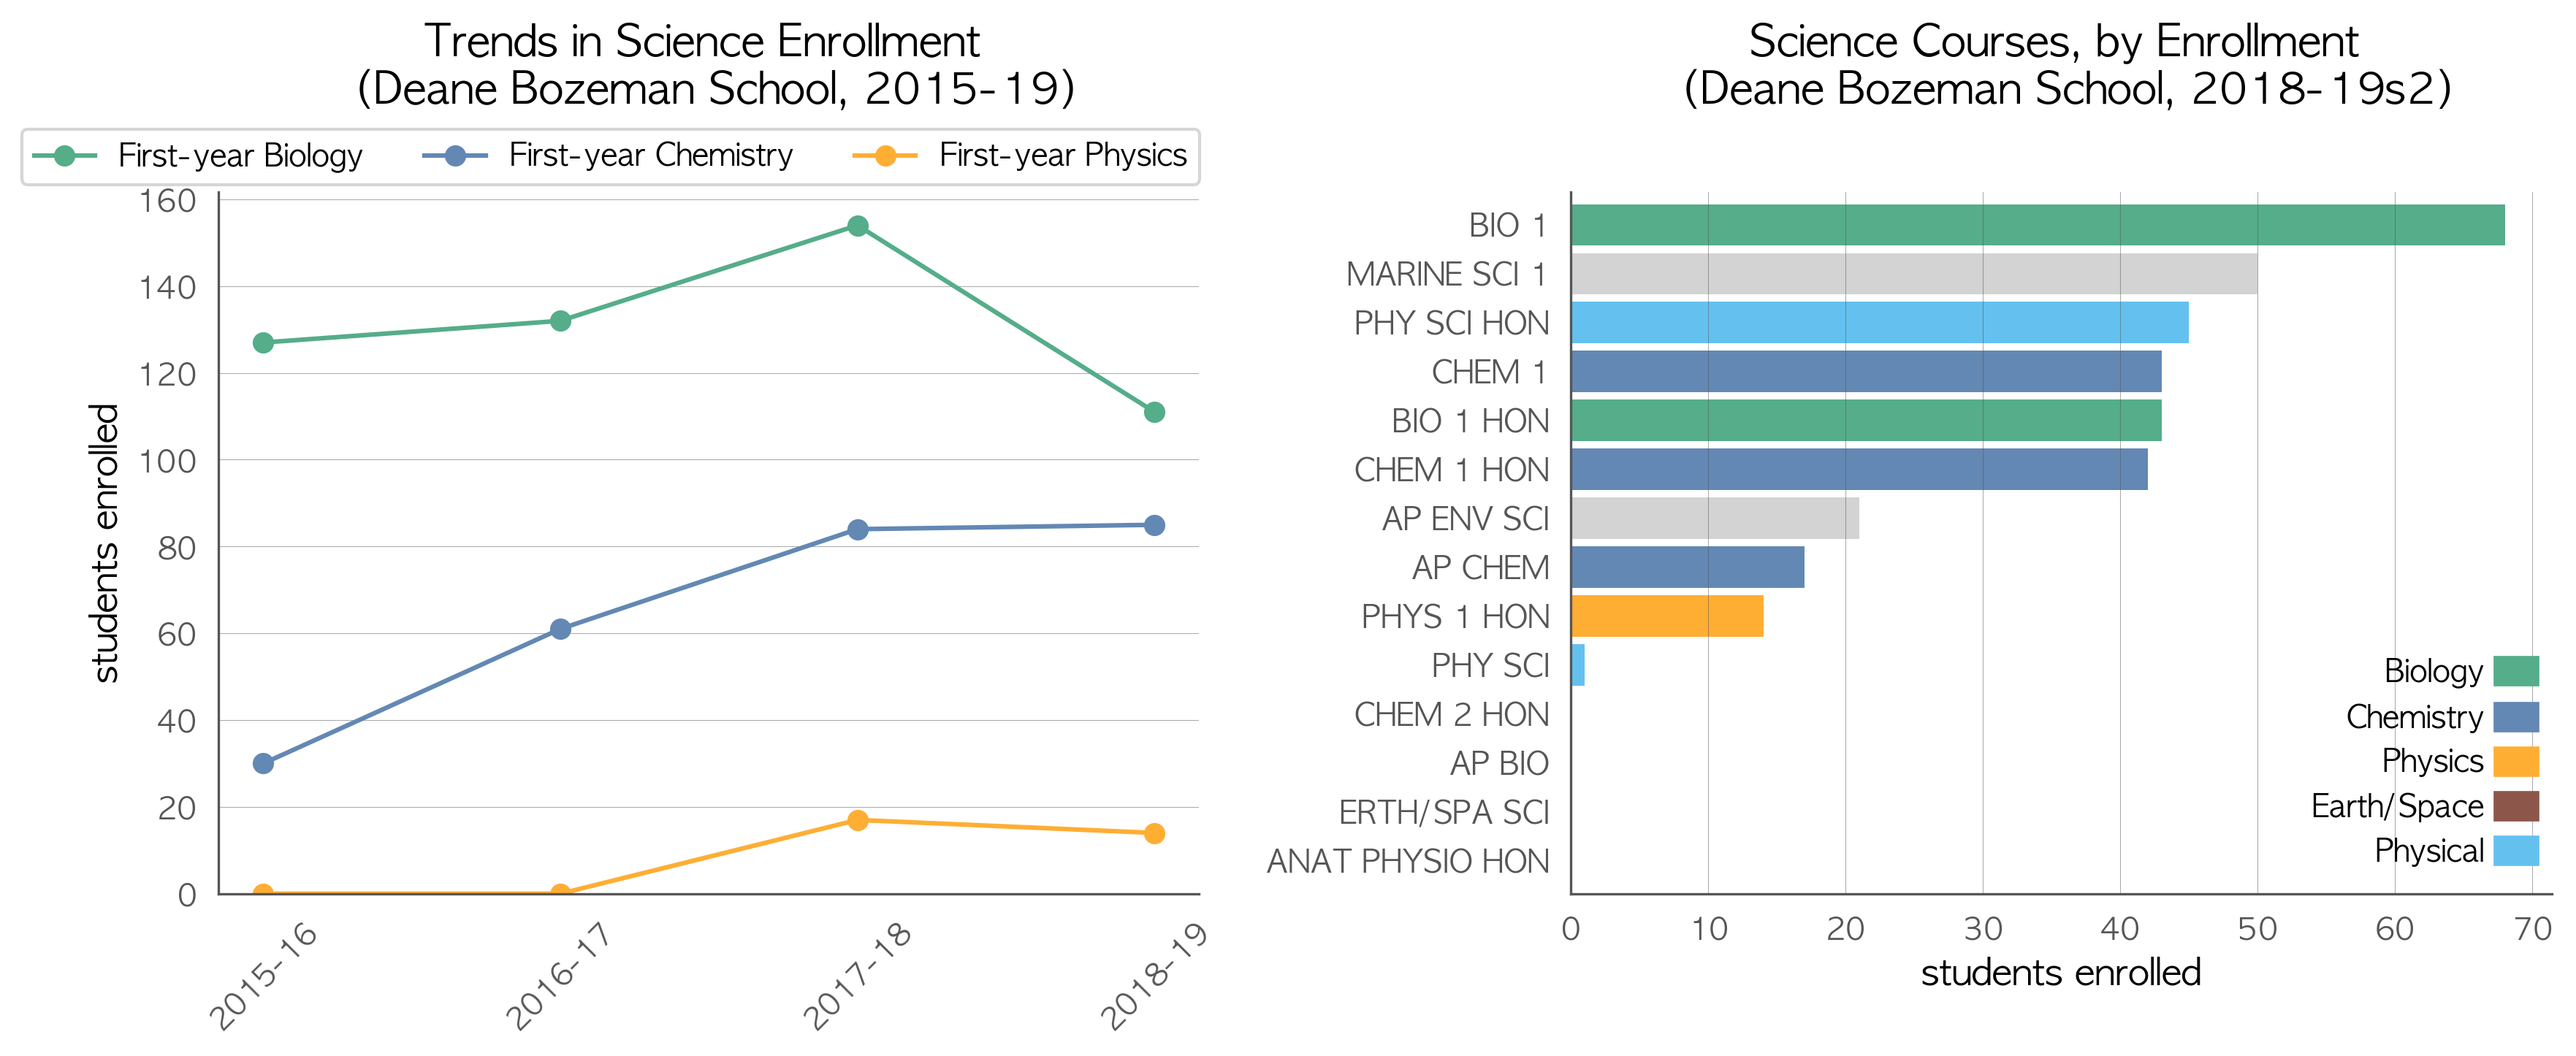 Trends in Science Enrollment
(Deane Bozeman School, 2015-19)
First-year Biology
First-year Chemistry
First-year Physics
160
140
120
100
80
60
40
20
0
students enrolled
2015-16
2016-17
2017-18
2018-19
Science Courses, by Enrollment
(Deane Bozeman School, 2018-19s2)
BIO 1
MARINE SCI 1
PHY SCI HON
CHEM 1
BIO 1 HON
CHEM 1 HON
AP ENV SCI
AP CHEM
PHYS 1 HON
PHY SCI
CHEM 2 HON
AP BIO
ERTH/SPA SCI
ANAT PHYSIO HON
Biology
Chemistry
Physics
Earth/Space
Physical
0 10 20 30 40 50 60 70
students enrolled